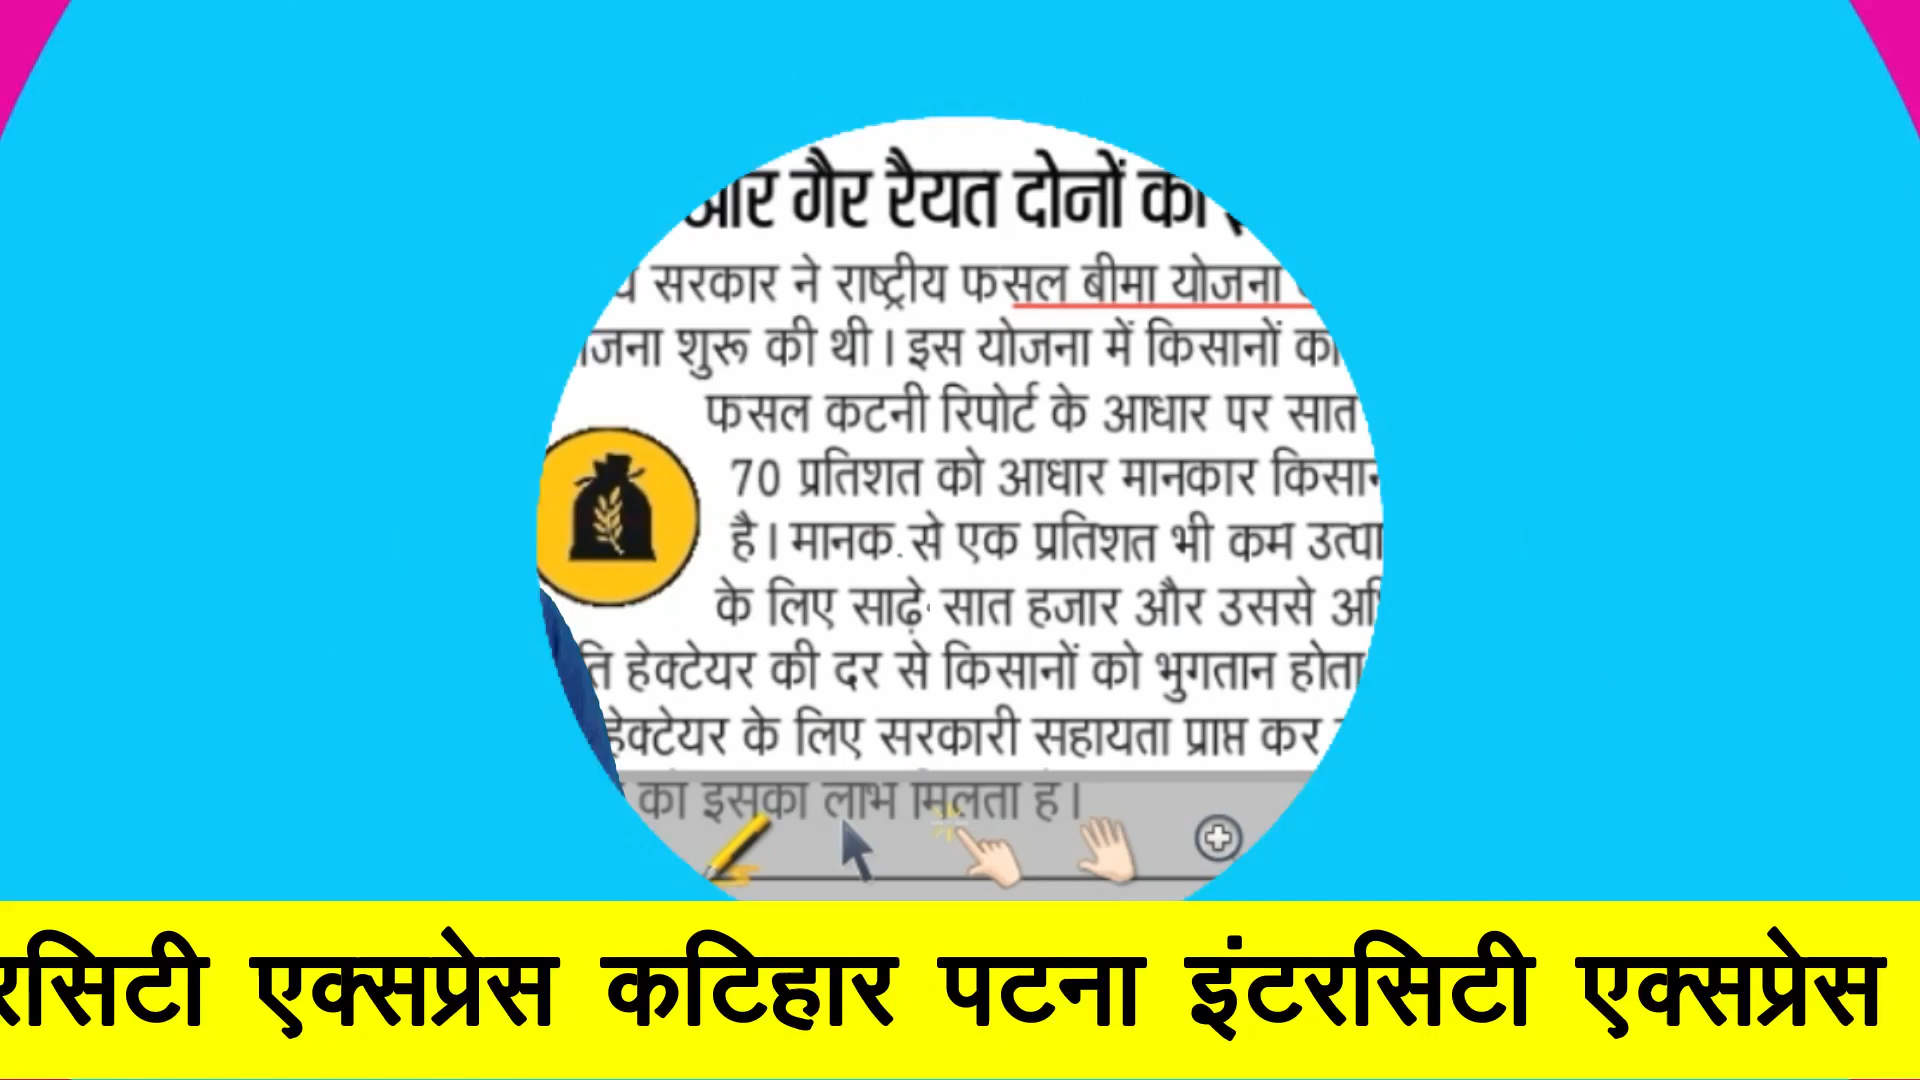 और गैर रैयत दोनों को
सरकार ने राष्ट्रीय फसल बीमा योजना
जना शुरू की थी। इस योजना में किसानों का
फसल कटनी रिपोर्ट के आधार पर सात
70 प्रतिशत को आधार मानकार किसान
है। मानक से एक प्रतिशत भी कम उत्पा
के लिए साढ़े सात हजार और उससे अ
ति हेक्टेयर की दर से किसानों को भुगतान होता
हेक्टेयर के लिए सरकारी सहायता प्राप्त कर
को इसका लाभ मिलता है।
रसिटी एक्सप्रेस कटिहार पटना इंटरसिटी एक्सप्रेस